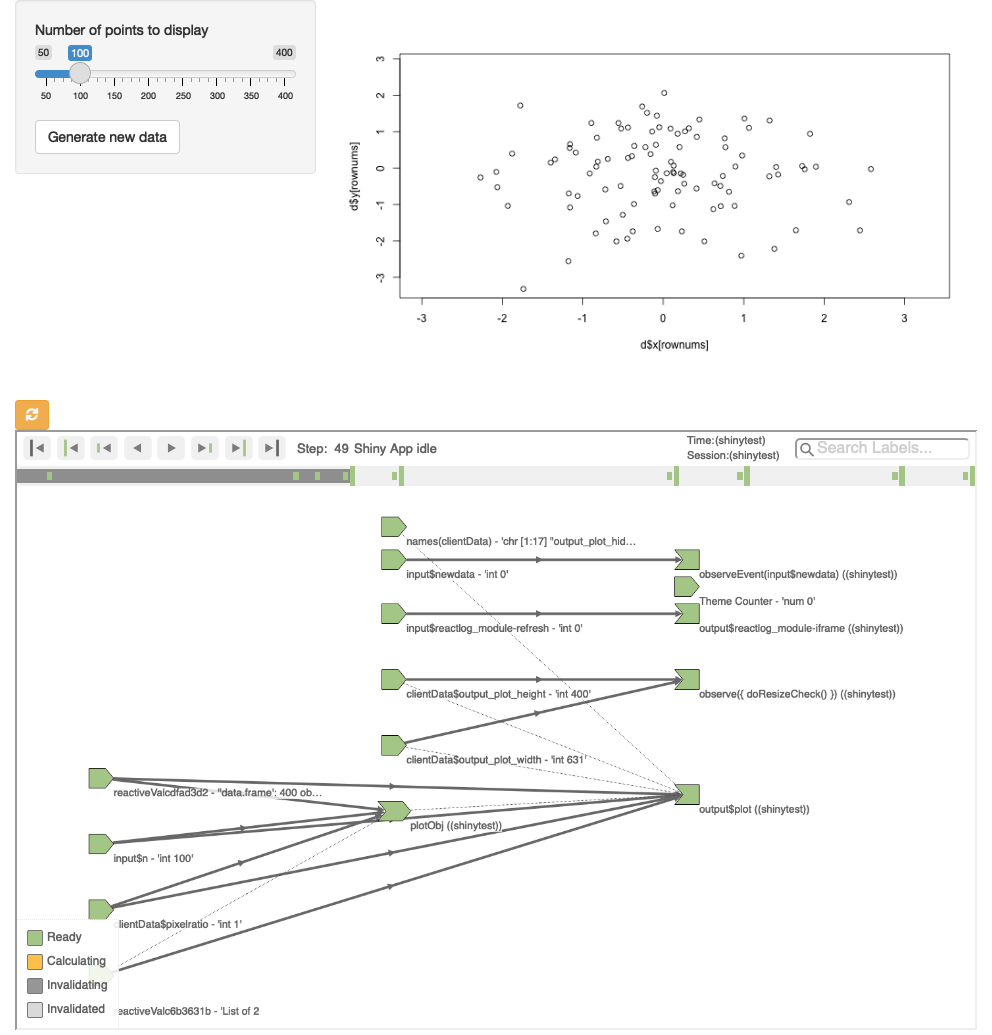 Number of points to display
50 100 400
50 100 150 200 250 300 350 400
Generate new data
3
2
1
0
-1
-2
-3
d$y[rownums]
-3 -2 -1 0 1 2 3
d$x[rownums]
Step: 49 Shiny App idle
Time:(shinytest)
Session:(shinytest)
Search Labels...
names(clientData) - 'chr [1:17] "output_plot_hid...
input$newdata - 'int 0'
observeEvent(input$newdata) ((shinytest))
Theme Counter - 'num 0'
input$reactlog_module-refresh - 'int 0'
output$reactlog_module-iframe ((shinytest))
clientData$output_plot_height - 'int 400'
observe({ doResizeCheck() }) ((shinytest))
clientData$output_plot_width - 'int 631'
reactiveValcdfad3d2 - "data.frame': 400 ob...
output$plot ((shinytest))
plotObj ((shinytest))
input$n - 'int 100'
clientData$pixelratio - 'int 1'
Ready
Calculating
Invalidating
Invalidated
eactiveValc6b3631b - 'List of 2